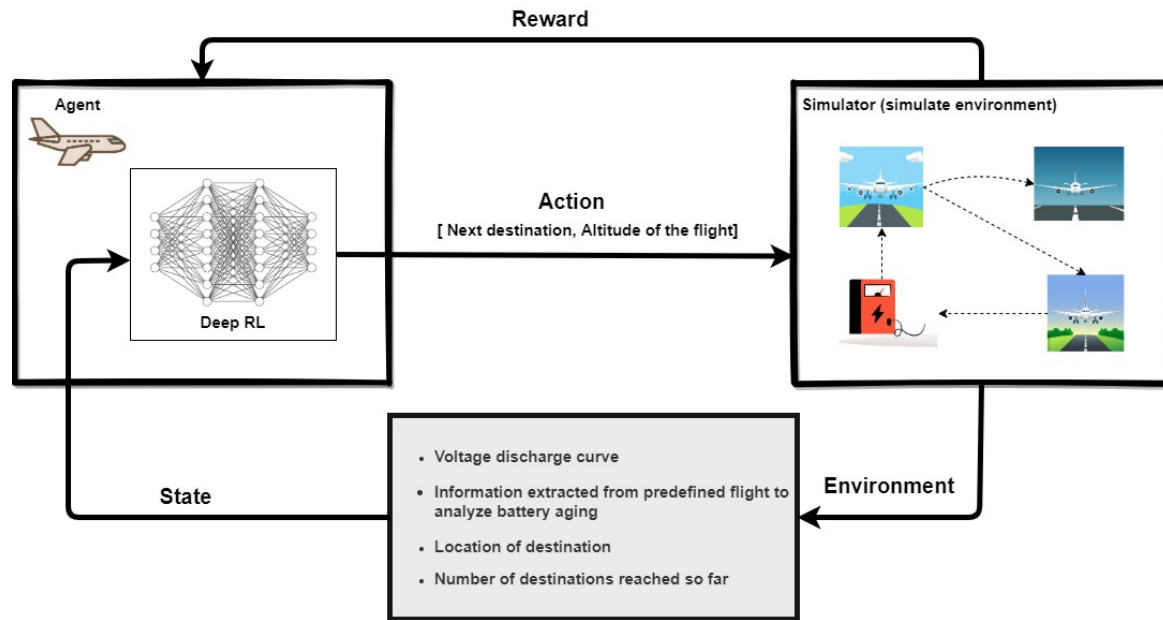 Reward
Agent
Simulator (simulate environment)
Action
[ Next destination, Altitude of the flight]
Deep RL
• Voltage discharge curve
• Information extracted from predefined flight to
analyze battery aging
• Location of destination
• Number of destinations reached so far
State
Environment